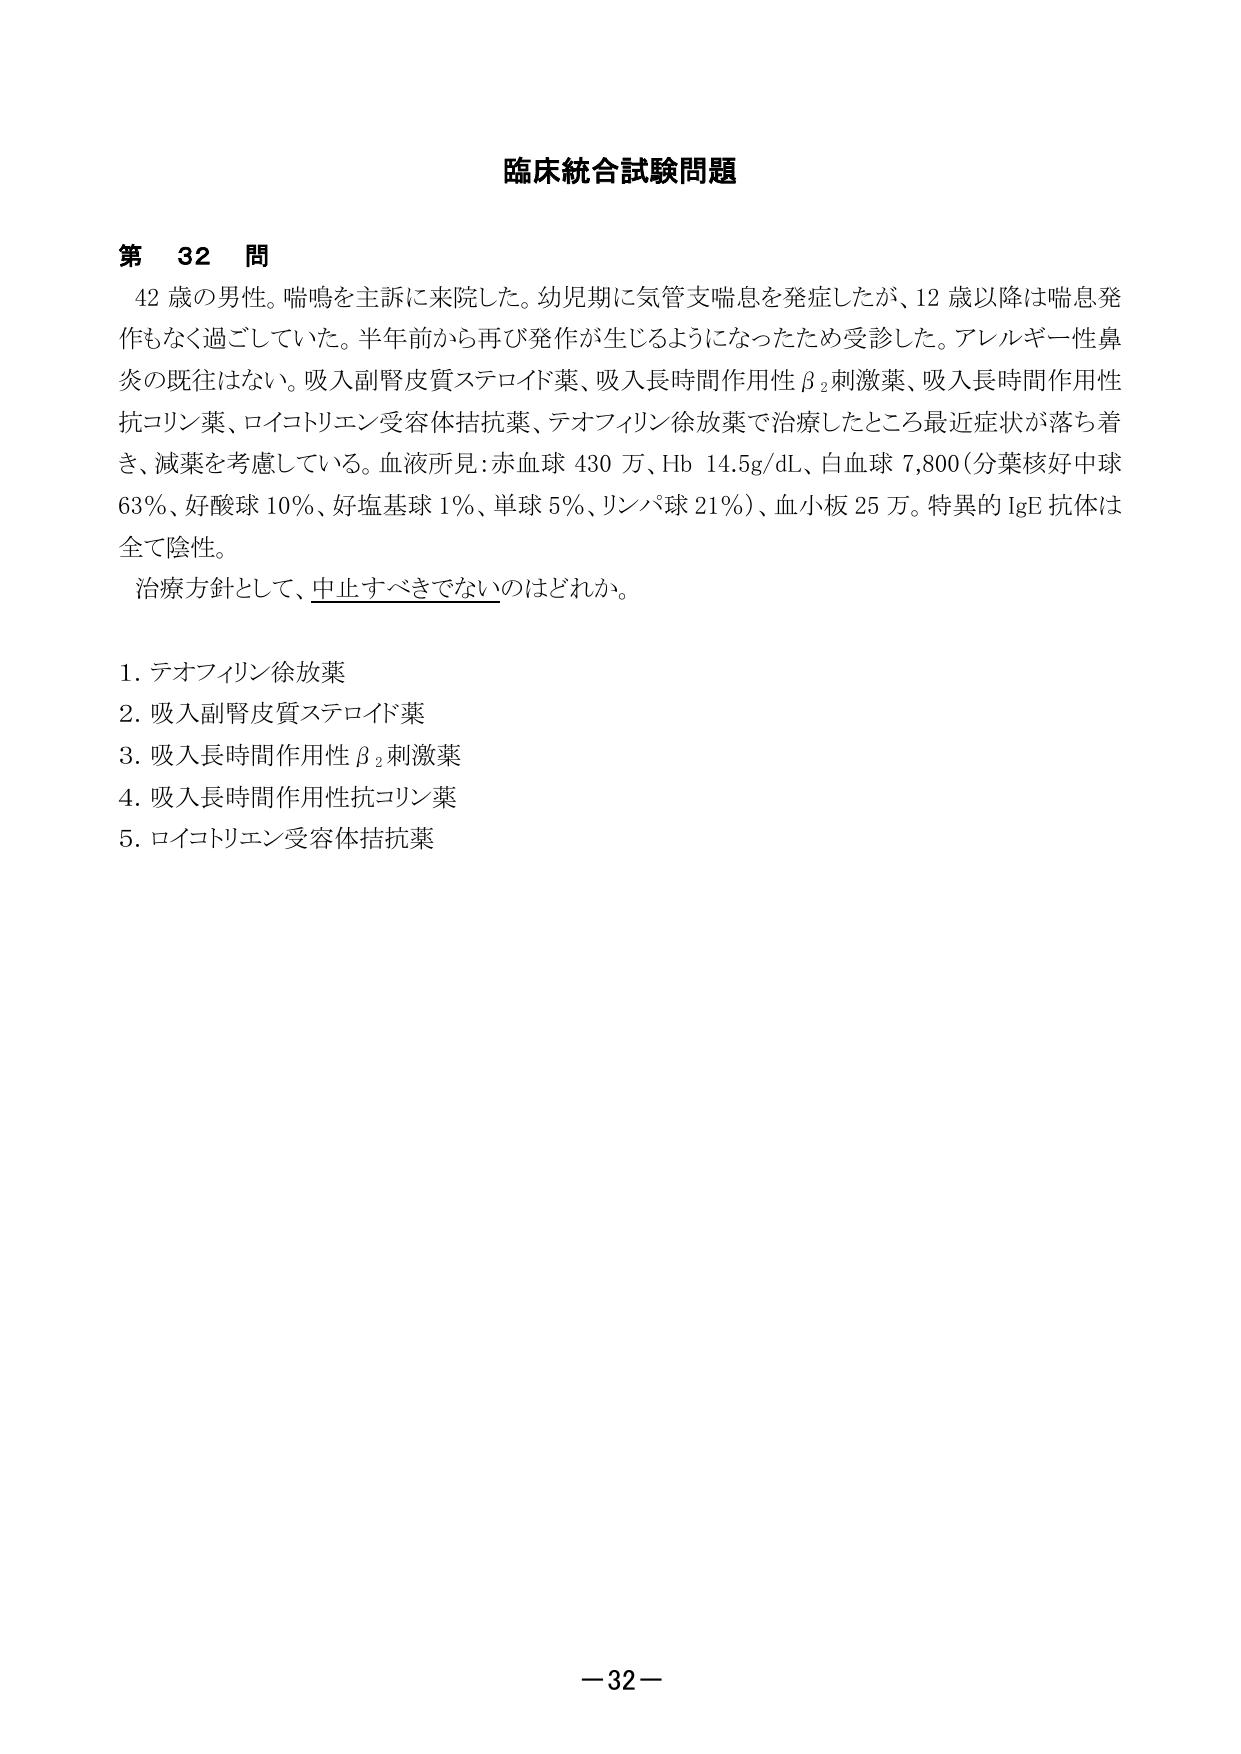 臨床統合試験問題
第 32 問
42 歳の男性。喘鳴を主訴に来院した。幼児期に気管支喘息を発症したが、12 歳以降は喘息発
作もなく過ごしていた。半年前から再び発作が生じるようになったため受診した。アレルギー性鼻
炎の既往はない。吸入副腎皮質ステロイド薬、吸入長時間作用性 β₂刺激薬、吸入長時間作用性
抗コリン薬、ロイコトリエン受容体拮抗薬、テオフィリン徐放薬で治療したところ最近症状が落ち着
き、減薬を考慮している。血液所見:赤血球 430 万、Hb 14.5g/dL、白血球 7,800(分葉核好中球
63%、好酸球 10%、好塩基球 1%、単球 5%、リンパ球 21%)、血小板 25 万。特異的 IgE 抗体は
全て陰性。
治療方針として、中止すべきでないのはどれか。
1. テオフィリン徐放薬
2. 吸入副腎皮質ステロイド薬
3. 吸入長時間作用性 β₂刺激薬
4. 吸入長時間作用性抗コリン薬
5. ロイコトリエン受容体拮抗薬
－32－